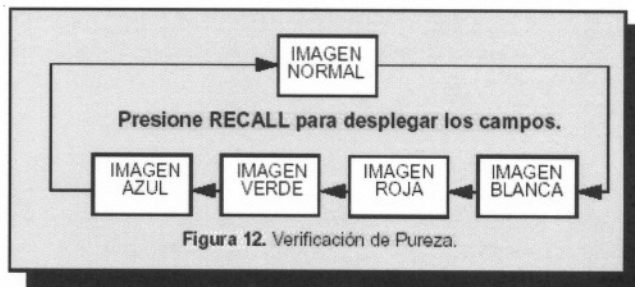 IMAGEN
NORMAL
Presione RECALL para desplegar los campos.
IMAGEN
AZUL
IMAGEN
VERDE
IMAGEN
ROJA
IMAGEN
BLANCA
Figura 12. Verificación de Pureza.